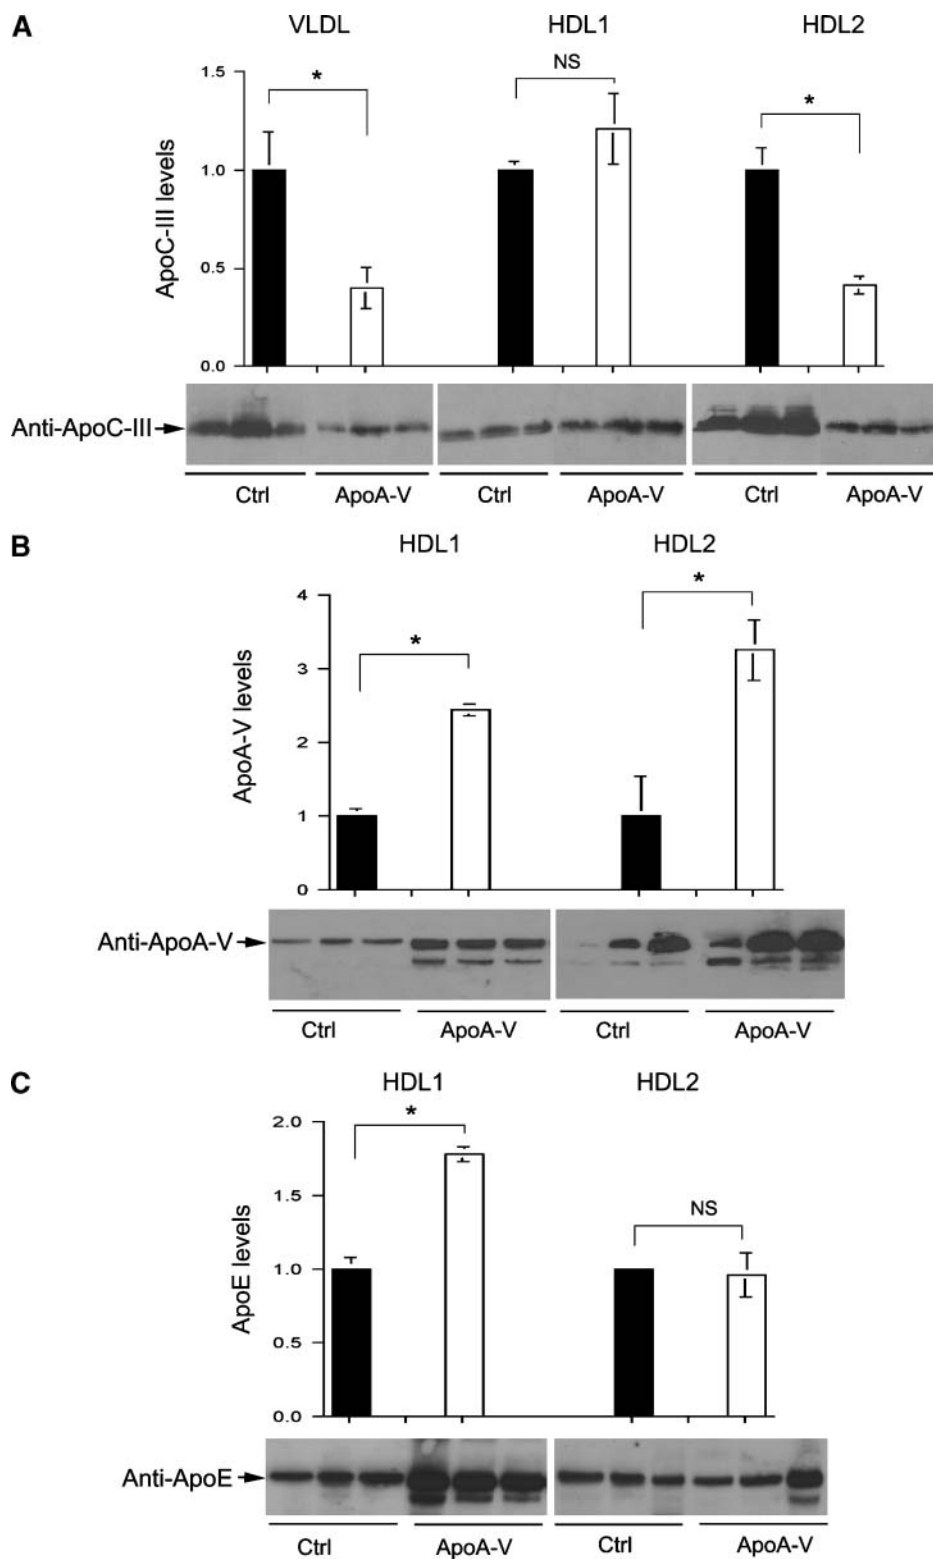 A
VLDL HDL1 HDL2
1.5
* NS *
1.0
0.5
0.0
ApoC-III levels
Anti-ApoC-III
Ctrl ApoA-V Ctrl ApoA-V Ctrl ApoA-V
B
HDL1 HDL2
4
* *
3
2
1
0
ApoA-V levels
Anti-ApoA-V
Ctrl ApoA-V Ctrl ApoA-V
C
HDL1 HDL2
2.0
* NS
1.5
1.0
0.5
0.0
ApoE levels
Anti-ApoE
Ctrl ApoA-V Ctrl ApoA-V